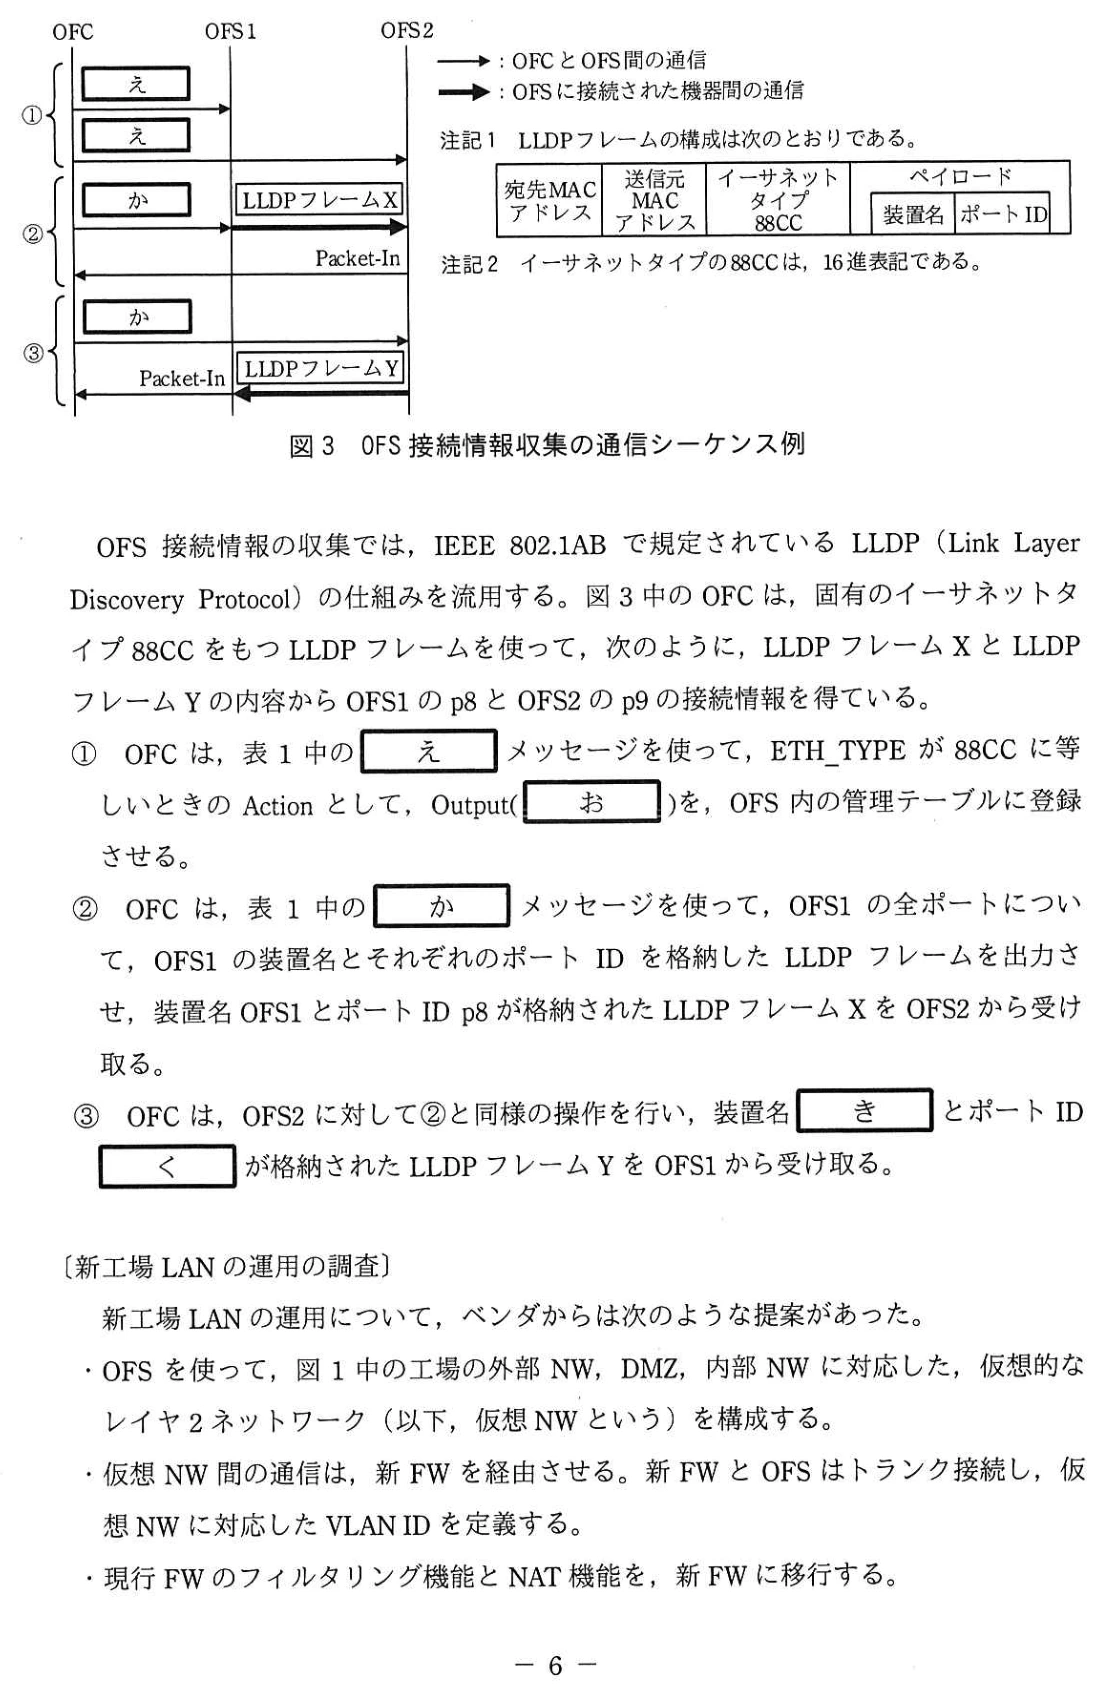 OFC OFS1 OFS2
→:OFCとOFS間の通信
→:OFSに接続された機器間の通信
① え
え
注記1 LLDPフレームの構成は次のとおりである。
宛先MACアドレス 送信元MACアドレス イーサネットタイプ88CC ペイロード 装置名 ポートID
② か LLDPフレームX
Packet-In
注記2 イーサネットタイプの88CCは，16進表記である。
③ か
Packet-In LLDPフレームY
図3 OFS接続情報収集の通信シーケンス例
OFS 接続情報の収集では，IEEE 802.1AB で規定されている LLDP（Link Layer
Discovery Protocol）の仕組みを流用する。図3中のOFCは，固有のイーサネットタ
イプ88CCをもつLLDPフレームを使って，次のように，LLDPフレームXとLLDP
フレームYの内容からOFS1のp8とOFS2のp9の接続情報を得ている。
① OFCは，表1中の え メッセージを使って，ETH_TYPEが88CCに等
しいときのActionとして，Output( お )を，OFS内の管理テーブルに登録
させる。
② OFCは，表1中の か メッセージを使って，OFS1の全ポートについ
て，OFS1の装置名とそれぞれのポートIDを格納したLLDPフレームを出力さ
せ，装置名OFS1とポートID p8が格納されたLLDPフレームXをOFS2から受け
取る。
③ OFCは，OFS2に対して②と同様の操作を行い，装置名 き とポートID
く が格納されたLLDPフレームYをOFS1から受け取る。
〔新工場LANの運用の調査〕
新工場LANの運用について，ベンダからは次のような提案があった。
・OFSを使って，図1中の工場の外部NW，DMZ，内部NWに対応した，仮想的な
レイヤ2ネットワーク（以下，仮想NWという）を構成する。
・仮想NW間の通信は，新FWを経由させる。新FWとOFSはトランク接続し，仮
想NWに対応したVLAN IDを定義する。
・現行FWのフィルタリング機能とNAT機能を，新FWに移行する。
－ 6 －